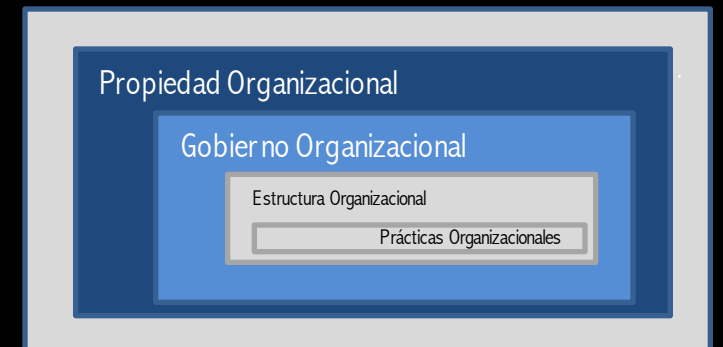 Propiedad Organizacional
Gobierno Organizacional
Estructura Organizacional
Prácticas Organizacionales